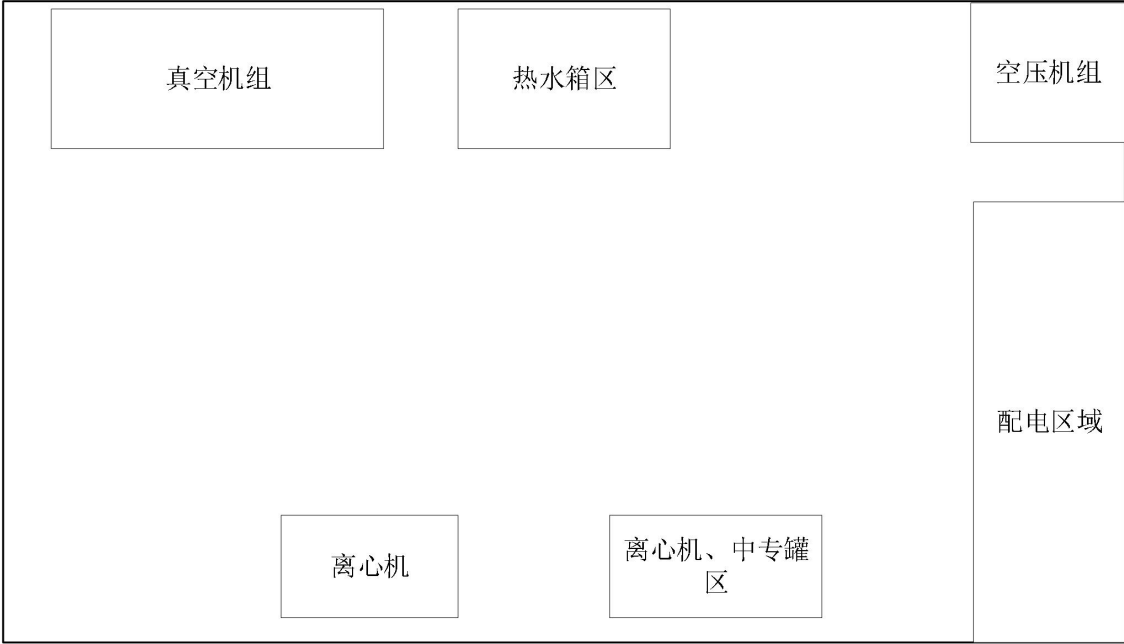 真空机组
热水箱区
空压机组
配电区域
离心机
离心机、中专罐
区